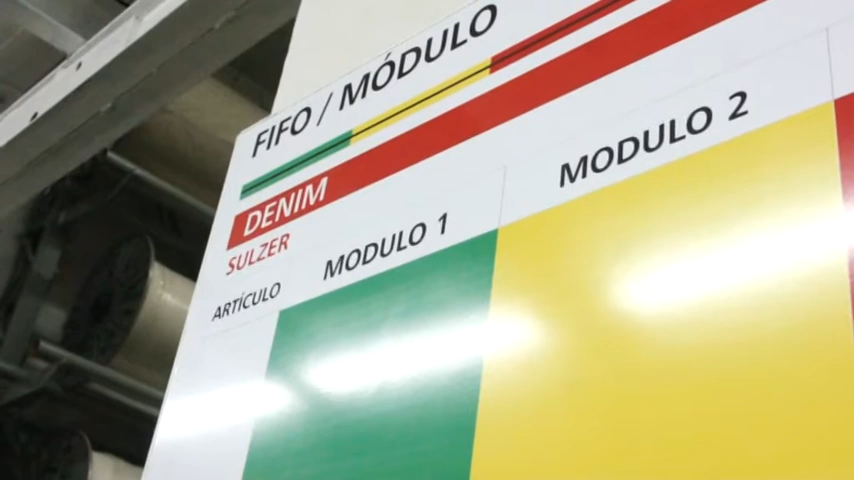 FIFO / MÓDULO
DENIM
SULZER
ARTÍCULO MODULO 1 MODULO 2